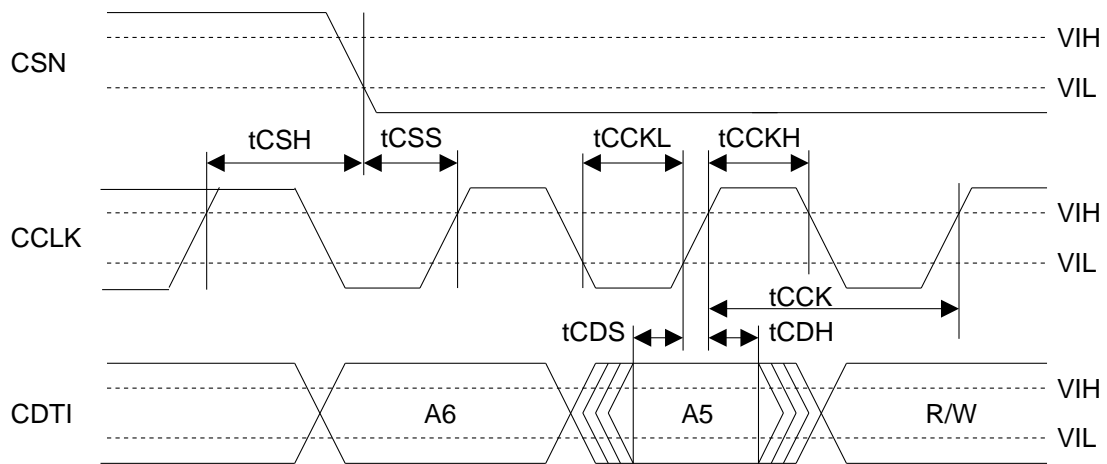 CSN
VIH
VIL
tCSH
tCSS
tCCKL
tCCKH
CCLK
VIH
VIL
tCCK
tCDS
tCDH
CDTI
A6
A5
R/W
VIH
VIL